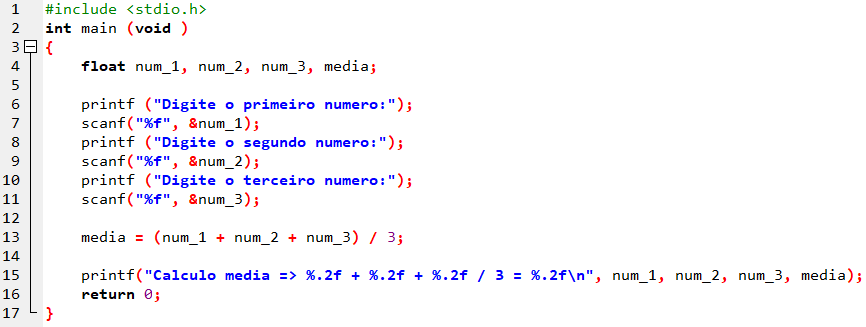 1 #include <stdio.h>
2 int main (void )
3 {
4 float num_1, num_2, num_3, media;
5
6 printf ("Digite o primeiro numero:");
7 scanf("%f", &num_1);
8 printf ("Digite o segundo numero:");
9 scanf("%f", &num_2);
10 printf ("Digite o terceiro numero:");
11 scanf("%f", &num_3);
12
13 media = (num_1 + num_2 + num_3) / 3;
14
15 printf("Calculo media => %.2f + %.2f + %.2f / 3 = %.2f\n", num_1, num_2, num_3, media);
16 return 0;
17 }